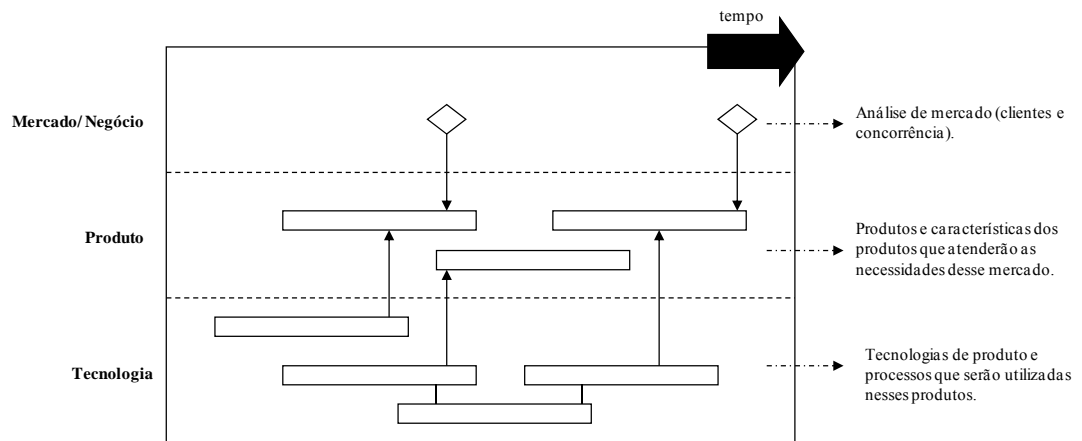 tempo
Mercado/Negócio
Análise de mercado (clientes e
concorrência).
Produto
Produtos e características dos
produtos que atenderão as
necessidades desse mercado.
Tecnologia
Tecnologias de produto e
processos que serão utilizadas
nesses produtos.